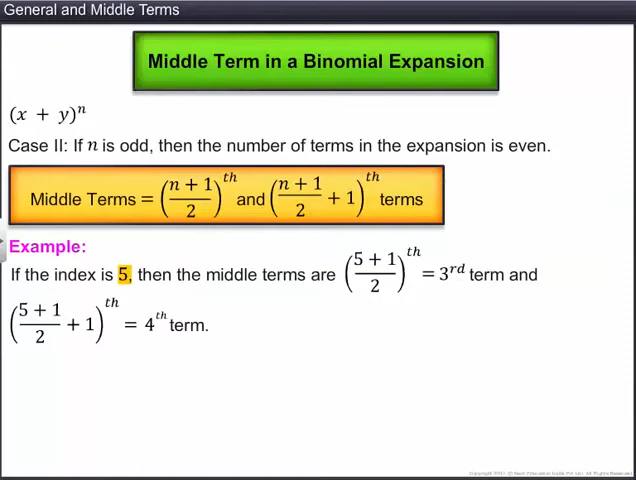 General and Middle Terms
Middle Term in a Binomial Expansion
(x + y)^n
Case II: If n is odd, then the number of terms in the expansion is even.
Middle Terms = ((n + 1)/2)^th and ((n + 1)/2 + 1)^th terms
Example:
If the index is 5, then the middle terms are ((5 + 1)/2)^th = 3^rd term and
((5 + 1)/2 + 1)^th = 4^th term.